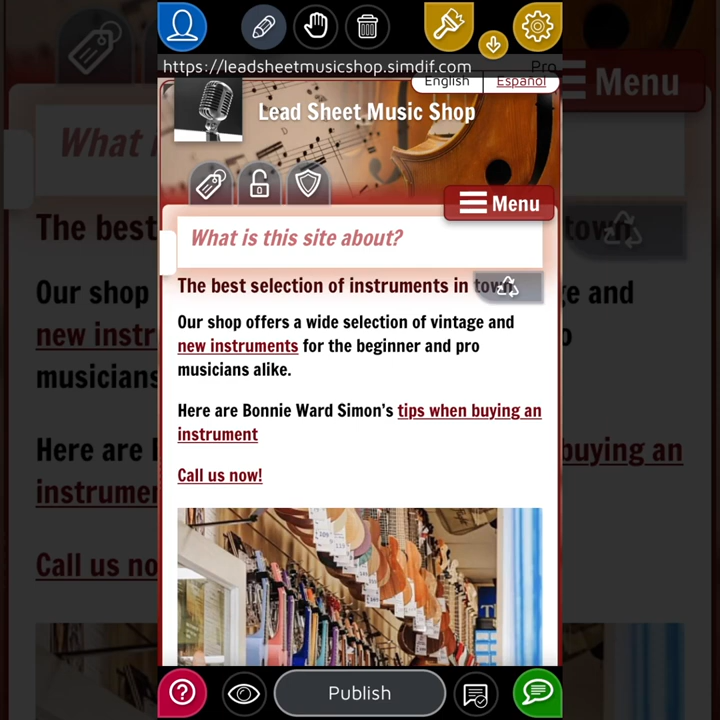 https://leadsheetmusicshop.simdif.com
Pro
English
Español
Lead Sheet Music Shop
Menu
What is this site about?
The best selection of instruments in town
Our shop offers a wide selection of vintage and
new instruments for the beginner and pro
musicians alike.
Here are Bonnie Ward Simon's tips when buying an
instrument
Call us now!
Publish